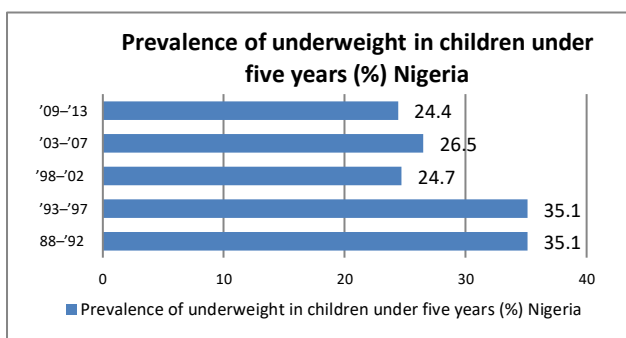 Prevalence of underweight in children under
five years (%) Nigeria
’09–’13
24.4
’03–’07
26.5
’98–’02
24.7
’93–’97
35.1
88–’92
35.1
0 10 20 30 40
Prevalence of underweight in children under five years (%) Nigeria